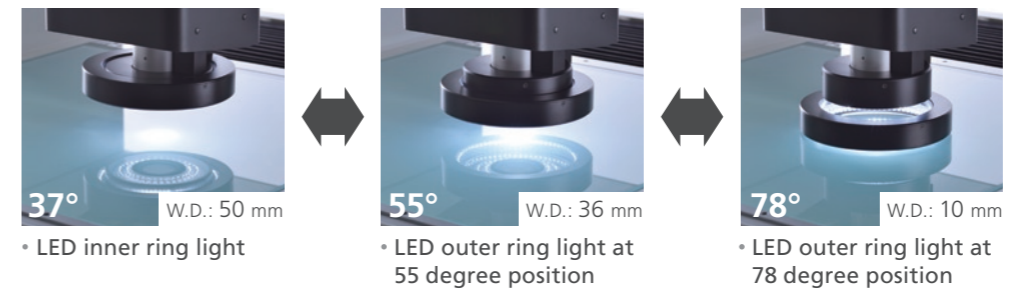 37°
W.D.: 50 mm
55°
W.D.: 36 mm
78°
W.D.: 10 mm
• LED inner ring light
• LED outer ring light at
55 degree position
• LED outer ring light at
78 degree position